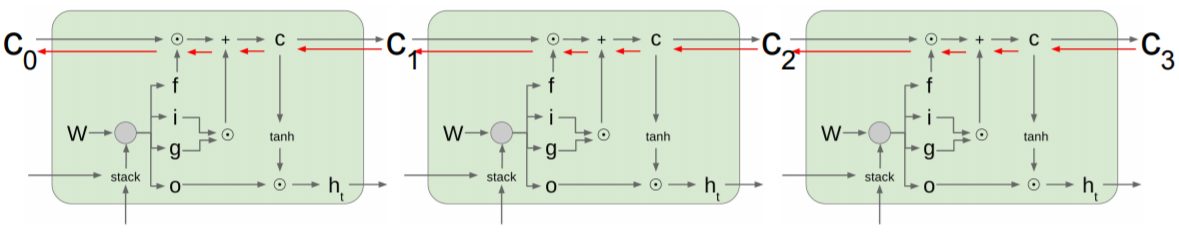 C0 C1 C2 C3
⊙ + c ⊙ + c ⊙ + c
f f f
i i i
W ⊙ tanh W ⊙ tanh W ⊙ tanh
g g g
stack stack stack
o ⊙ ht o ⊙ ht o ⊙ ht